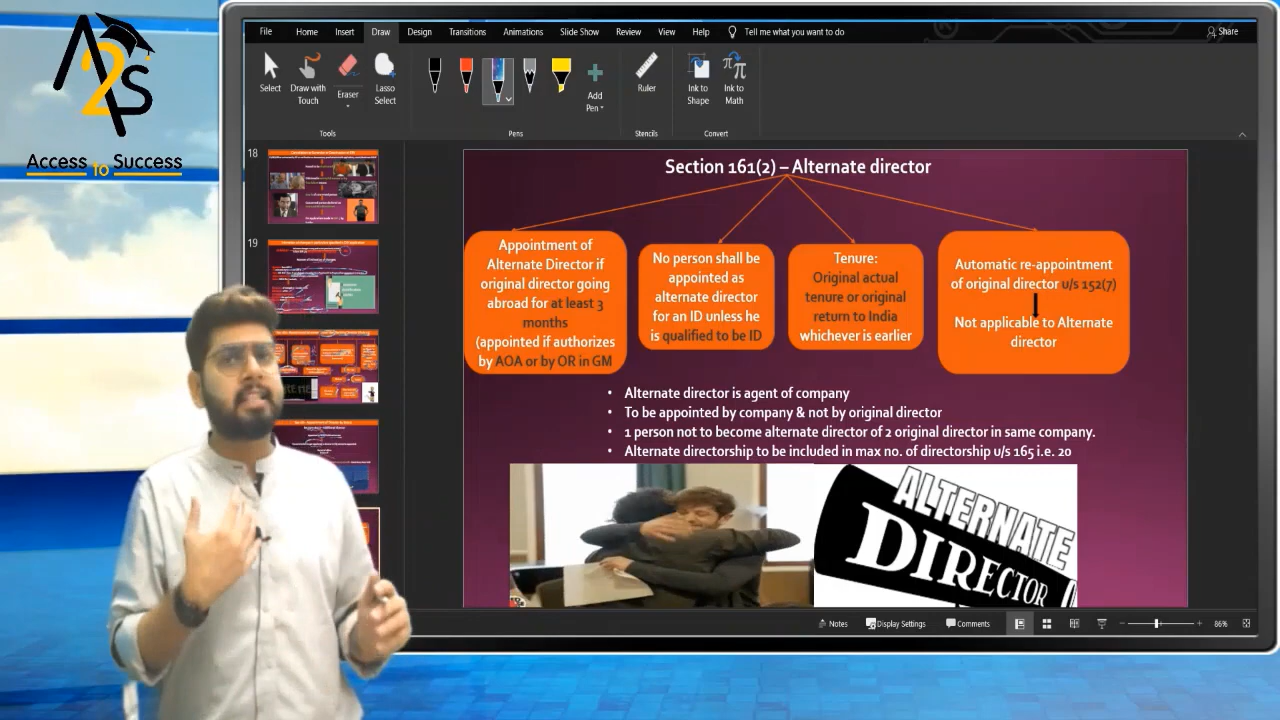 A2S
Access to Success
File Home Insert Draw Design Transitions Animations Slide Show Review View Help Tell me what you want to do Share
Select
Draw with
Touch
Eraser
Lasso
Select
Add
Pen
Ruler
Ink to
Shape
Ink to
Math
Tools
Pens
Stencils
Convert
18
19
Section 161(2) – Alternate director
Appointment of
Alternate Director if
original director going
abroad for at least 3
months
(appointed if authorizes
by AOA or by OR in GM
No person shall be
appointed as
alternate director
for an ID unless he
is qualified to be ID
Tenure:
Original actual
tenure or original
return to India
whichever is earlier
Automatic re-appointment
of original director u/s 152(7)
Not applicable to Alternate
director
• Alternate director is agent of company
• To be appointed by company & not by original director
• 1 person not to become alternate director of 2 original director in same company.
• Alternate directorship to be included in max no. of directorship u/s 165 i.e. 20
ALTERNATE
DIRECTOR
Notes Display Settings Comments 86%